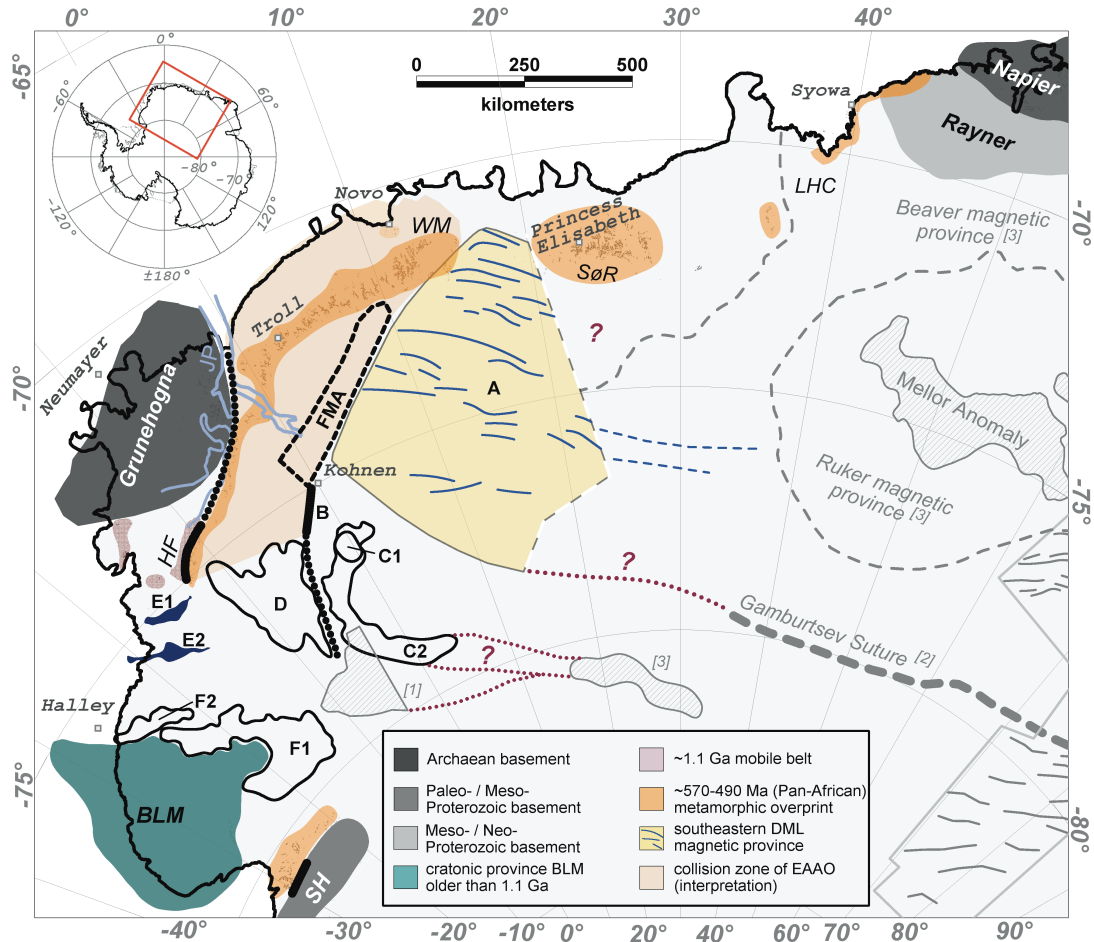 0°
10°
20°
30°
40°
-65°
0°
60°
-60°
-80°
-70°
120°
-120°
±180°
0
250
500
kilometers
Syowa
Napier
Rayner
LHC
Novo
WM
Princess
Elisabeth
SøR
Beaver magnetic
province [3]
-70°
Troll
?
JP
Neumayer
Grunehogna
-70°
FMA
A
Mellor Anomaly
Kohnen
Ruker magnetic
province [3]
-75°
B
HF
C1
?
E1
D
E2
C2
?
[1]
[3]
Gamburtsev Suture [2]
Halley
F2
F1
-75°
BLM
SH
-80°
Archaean basement
Paleo- / Meso-
Proterozoic basement
Meso- / Neo-
Proterozoic basement
cratonic province BLM
older than 1.1 Ga
~1.1 Ga mobile belt
~570-490 Ma (Pan-African)
metamorphic overprint
southeastern DML
magnetic province
collision zone of EAAO
(interpretation)
-40°
-30°
-20°
-10°
0°
20°
40°
60°
70°
80°
90°